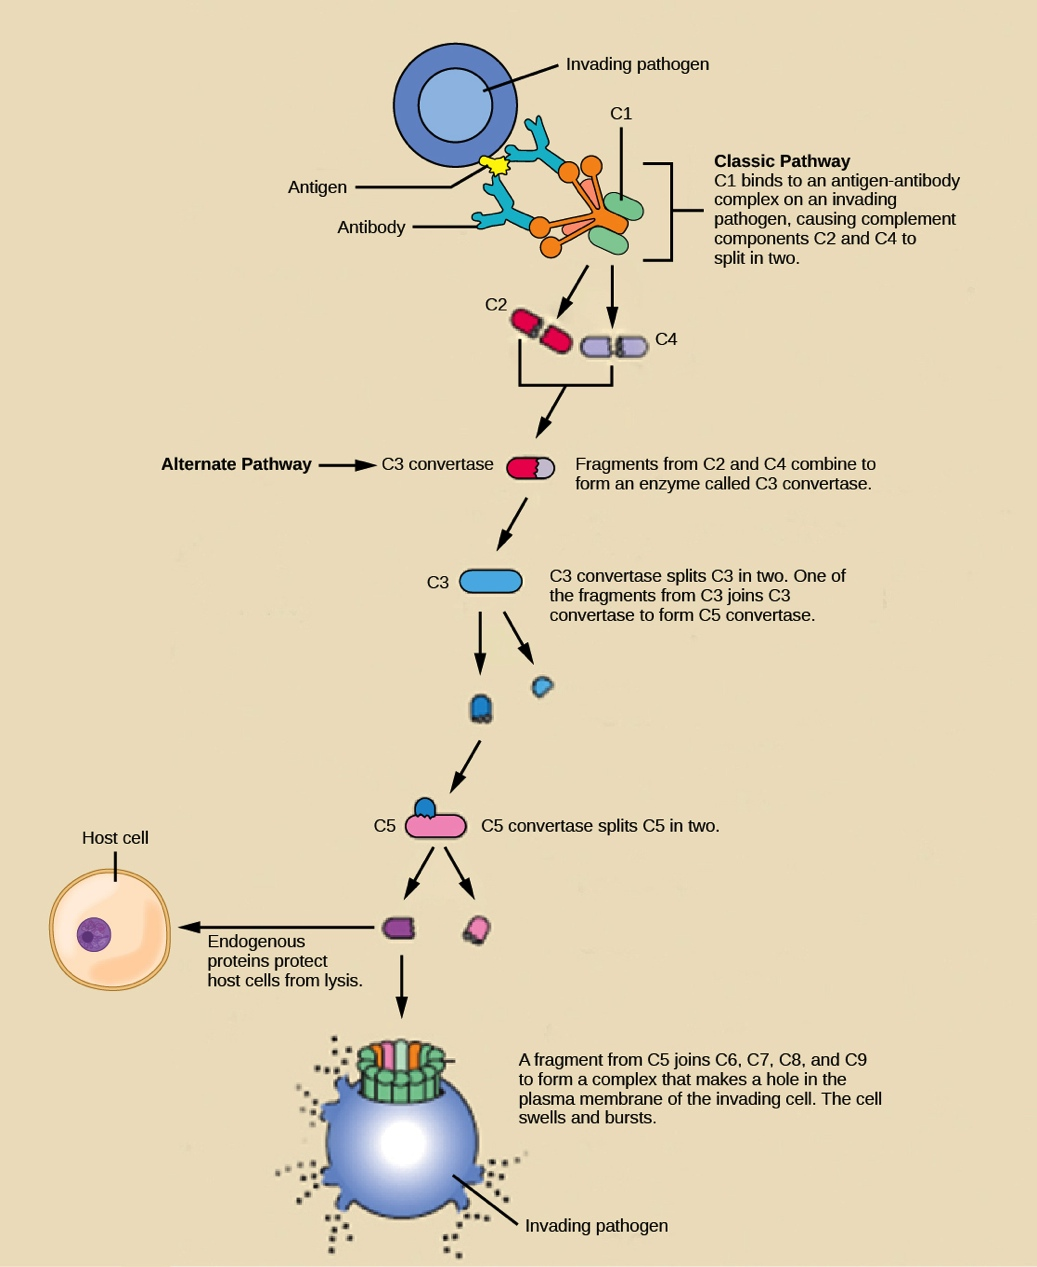 Invading pathogen
C1
Classic Pathway
C1 binds to an antigen-antibody
complex on an invading
pathogen, causing complement
components C2 and C4 to
split in two.
Antigen
Antibody
C2
C4
Alternate Pathway
C3 convertase
Fragments from C2 and C4 combine to
form an enzyme called C3 convertase.
C3
C3 convertase splits C3 in two. One of
the fragments from C3 joins C3
convertase to form C5 convertase.
C5
C5 convertase splits C5 in two.
Host cell
Endogenous
proteins protect
host cells from lysis.
A fragment from C5 joins C6, C7, C8, and C9
to form a complex that makes a hole in the
plasma membrane of the invading cell. The cell
swells and bursts.
Invading pathogen